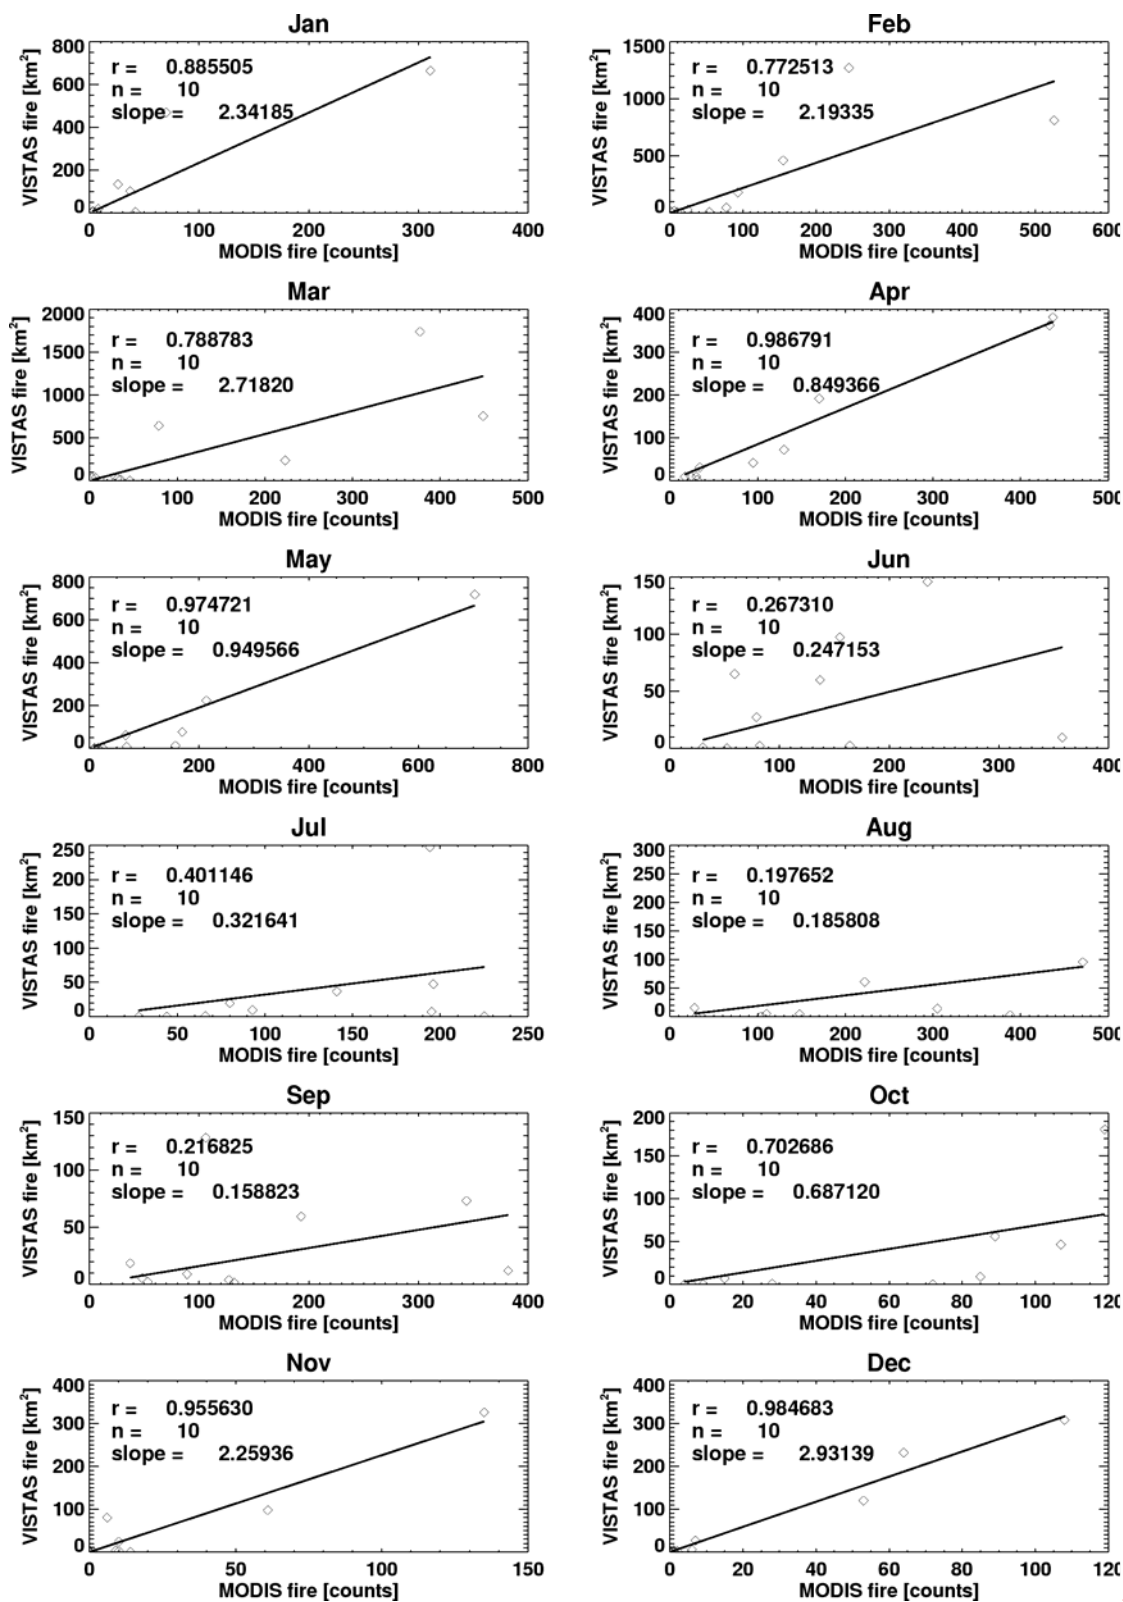 Jan
800
600
400
200
0
VISTAS fire [km²]
r = 0.885505
n = 10
slope = 2.34185
0 100 200 300 400
MODIS fire [counts]
Feb
1500
1000
500
0
VISTAS fire [km²]
r = 0.772513
n = 10
slope = 2.19335
0 100 200 300 400 500 600
MODIS fire [counts]
Mar
2000
1500
1000
500
0
VISTAS fire [km²]
r = 0.788783
n = 10
slope = 2.71820
0 100 200 300 400 500
MODIS fire [counts]
Apr
400
300
200
100
0
VISTAS fire [km²]
r = 0.986791
n = 10
slope = 0.849366
0 100 200 300 400 500
MODIS fire [counts]
May
800
600
400
200
0
VISTAS fire [km²]
r = 0.974721
n = 10
slope = 0.949566
0 200 400 600 800
MODIS fire [counts]
Jun
150
100
50
0
VISTAS fire [km²]
r = 0.267310
n = 10
slope = 0.247153
0 100 200 300 400
MODIS fire [counts]
Jul
250
200
150
100
50
0
VISTAS fire [km²]
r = 0.401146
n = 10
slope = 0.321641
0 50 100 150 200 250
MODIS fire [counts]
Aug
300
250
200
150
100
50
0
VISTAS fire [km²]
r = 0.197652
n = 10
slope = 0.185808
0 100 200 300 400 500
MODIS fire [counts]
Sep
150
100
50
0
VISTAS fire [km²]
r = 0.216825
n = 10
slope = 0.158823
0 100 200 300 400
MODIS fire [counts]
Oct
200
150
100
50
0
VISTAS fire [km²]
r = 0.702686
n = 10
slope = 0.687120
0 20 40 60 80 100 120
MODIS fire [counts]
Nov
400
300
200
100
0
VISTAS fire [km²]
r = 0.955630
n = 10
slope = 2.25936
0 50 100 150
MODIS fire [counts]
Dec
400
300
200
100
0
VISTAS fire [km²]
r = 0.984683
n = 10
slope = 2.93139
0 20 40 60 80 100 120
MODIS fire [counts]